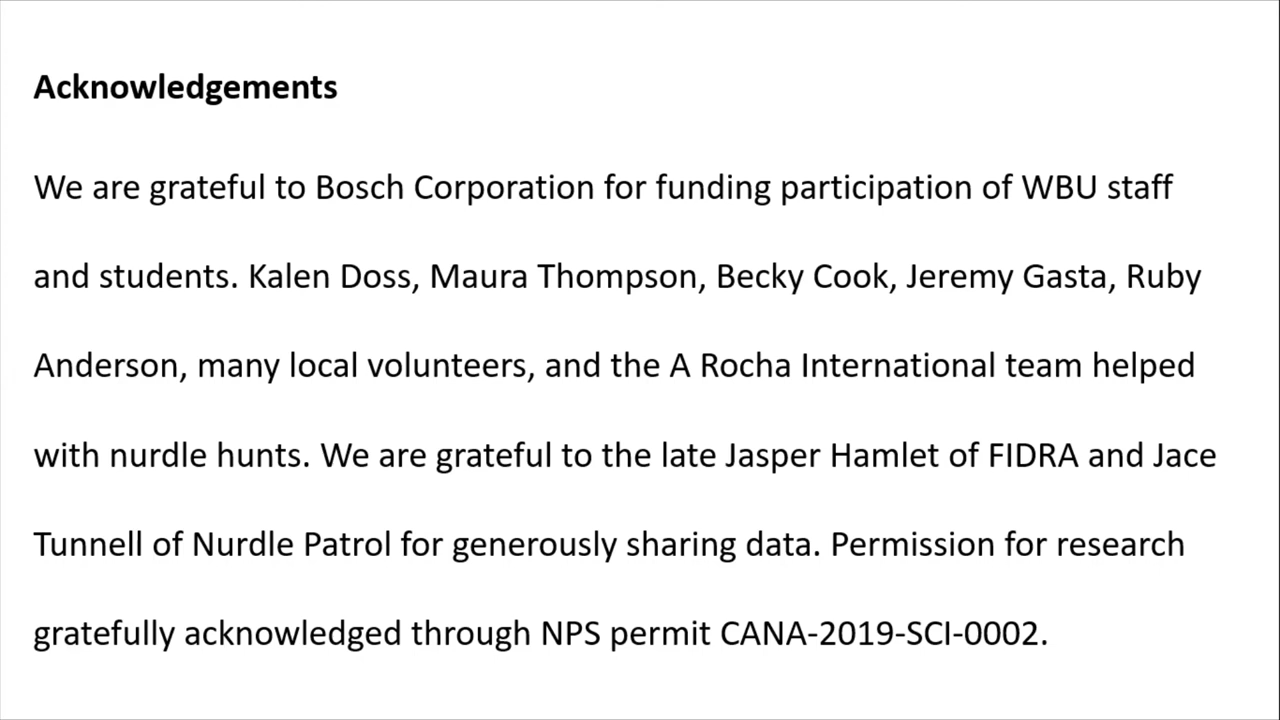 Acknowledgements
We are grateful to Bosch Corporation for funding participation of WBU staff
and students. Kalen Doss, Maura Thompson, Becky Cook, Jeremy Gasta, Ruby
Anderson, many local volunteers, and the A Rocha International team helped
with nurdle hunts. We are grateful to the late Jasper Hamlet of FIDRA and Jace
Tunnell of Nurdle Patrol for generously sharing data. Permission for research
gratefully acknowledged through NPS permit CANA-2019-SCI-0002.